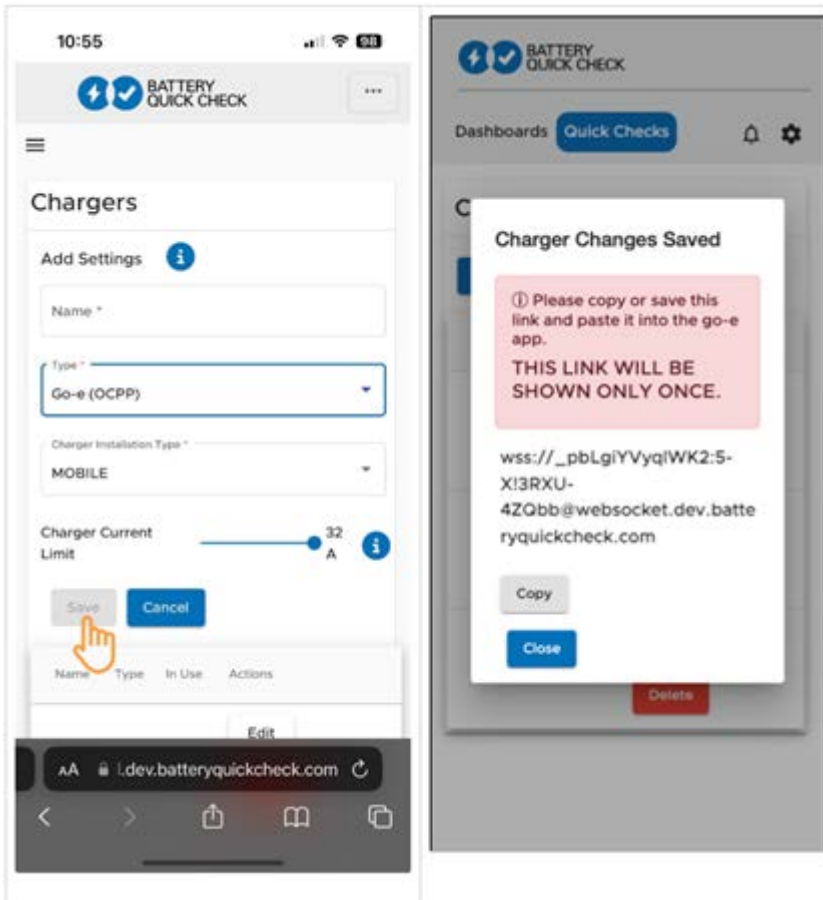 10:55
98
BATTERY
QUICK CHECK
...
Chargers
Add Settings
Name *
Type *
Go-e (OCPP)
Charger Installation Type *
MOBILE
Charger Current
Limit
32
A
Save
Cancel
Name Type In Use Actions
Edit
AA l.dev.batteryquickcheck.com
BATTERY
QUICK CHECK
Dashboards Quick Checks
C
Charger Changes Saved
Please copy or save this
link and paste it into the go-e
app.
THIS LINK WILL BE
SHOWN ONLY ONCE.
wss://_pbLgiYVyqlWK2:5-
X!3RXU-
4ZQbb@websocket.dev.batte
ryquickcheck.com
Copy
Close
Delete